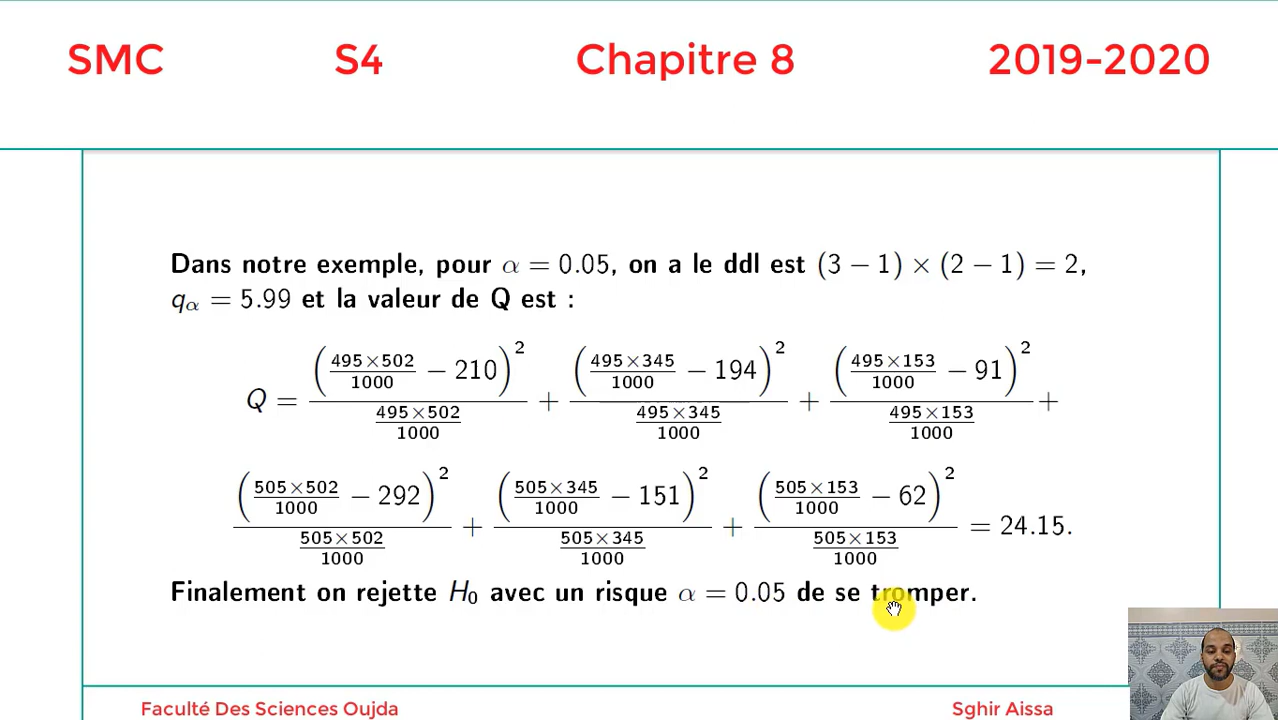 SMC S4 Chapitre 8 2019-2020
Dans notre exemple, pour α = 0.05, on a le ddl est (3 − 1) × (2 − 1) = 2,
qα = 5.99 et la valeur de Q est :
Q = (495×502/1000 − 210)²/(495×502/1000) + (495×345/1000 − 194)²/(495×345/1000) + (495×153/1000 − 91)²/(495×153/1000) +
(505×502/1000 − 292)²/(505×502/1000) + (505×345/1000 − 151)²/(505×345/1000) + (505×153/1000 − 62)²/(505×153/1000) = 24.15.
Finalement on rejette H₀ avec un risque α = 0.05 de se tromper.
Faculté Des Sciences Oujda Sghir Aissa